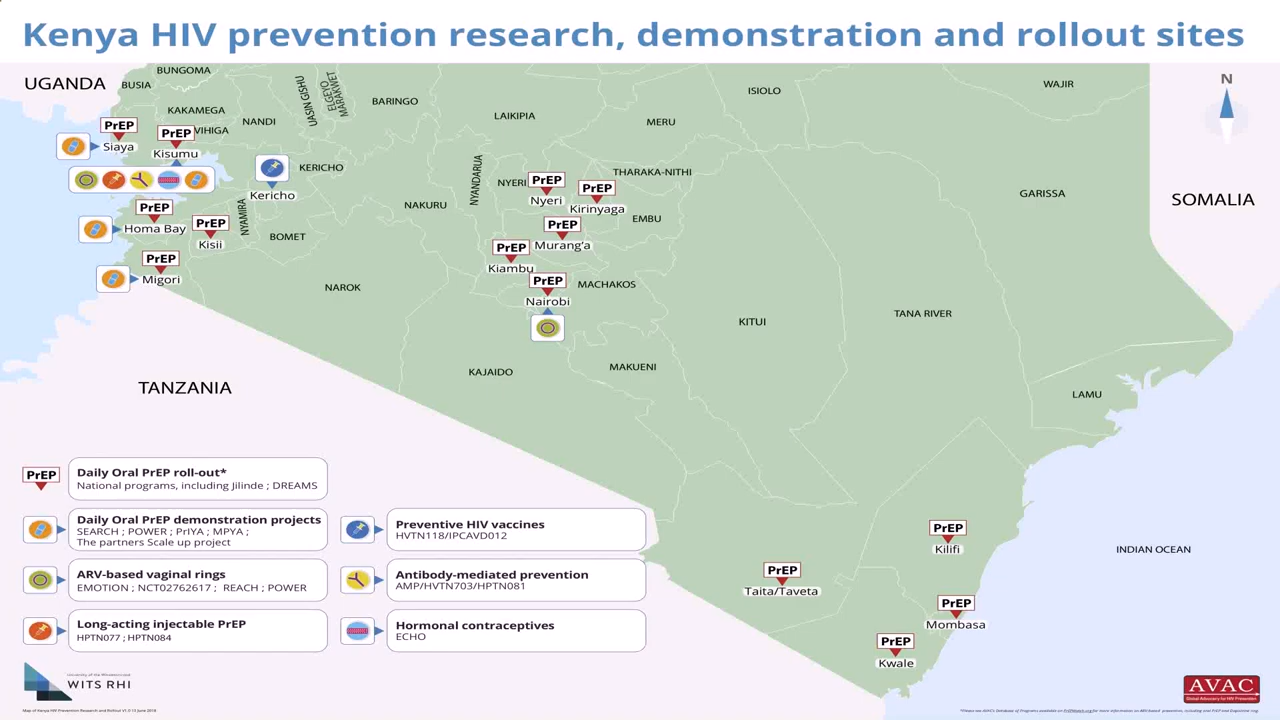 Kenya HIV prevention research, demonstration and rollout sites
UGANDA
BUNGOMA
BUSIA
KAKAMEGA
VIHIGA
NANDI
UASIN GISHU
ELGEYO
MARAKWET
BARINGO
LAIKIPIA
ISIOLO
MERU
WAJIR
N
PrEP
Siaya
PrEP
Kisumu
Kericho
KERICHO
NYANDARUA
NYERI
PrEP
Nyeri
THARAKA-NITHI
PrEP
Kirinyaga
GARISSA
SOMALIA
PrEP
Homa Bay
PrEP
Kisii
NYAMIRA
NAKURU
EMBU
BOMET
PrEP
Murang'a
PrEP
Kiambu
PrEP
Migori
NAROK
PrEP
Nairobi
MACHAKOS
KITUI
TANA RIVER
TANZANIA
KAJAIDO
MAKUENI
LAMU
PrEP
Daily Oral PrEP roll-out*
National programs, including Jilinde ; DREAMS
Daily Oral PrEP demonstration projects
SEARCH ; POWER ; PrIYA ; MPYA ;
The partners Scale up project
ARV-based vaginal rings
EMOTION ; NCT02762617 ; REACH ; POWER
Long-acting injectable PrEP
HPTN077 ; HPTN084
Preventive HIV vaccines
HVTN118/IPCAVD012
Antibody-mediated prevention
AMP/HVTN703/HPTN081
Hormonal contraceptives
ECHO
PrEP
Kilifi
INDIAN OCEAN
PrEP
Taita/Taveta
PrEP
Mombasa
PrEP
Kwale
WITS RHI
AVAC
Global Advocacy for HIV Prevention